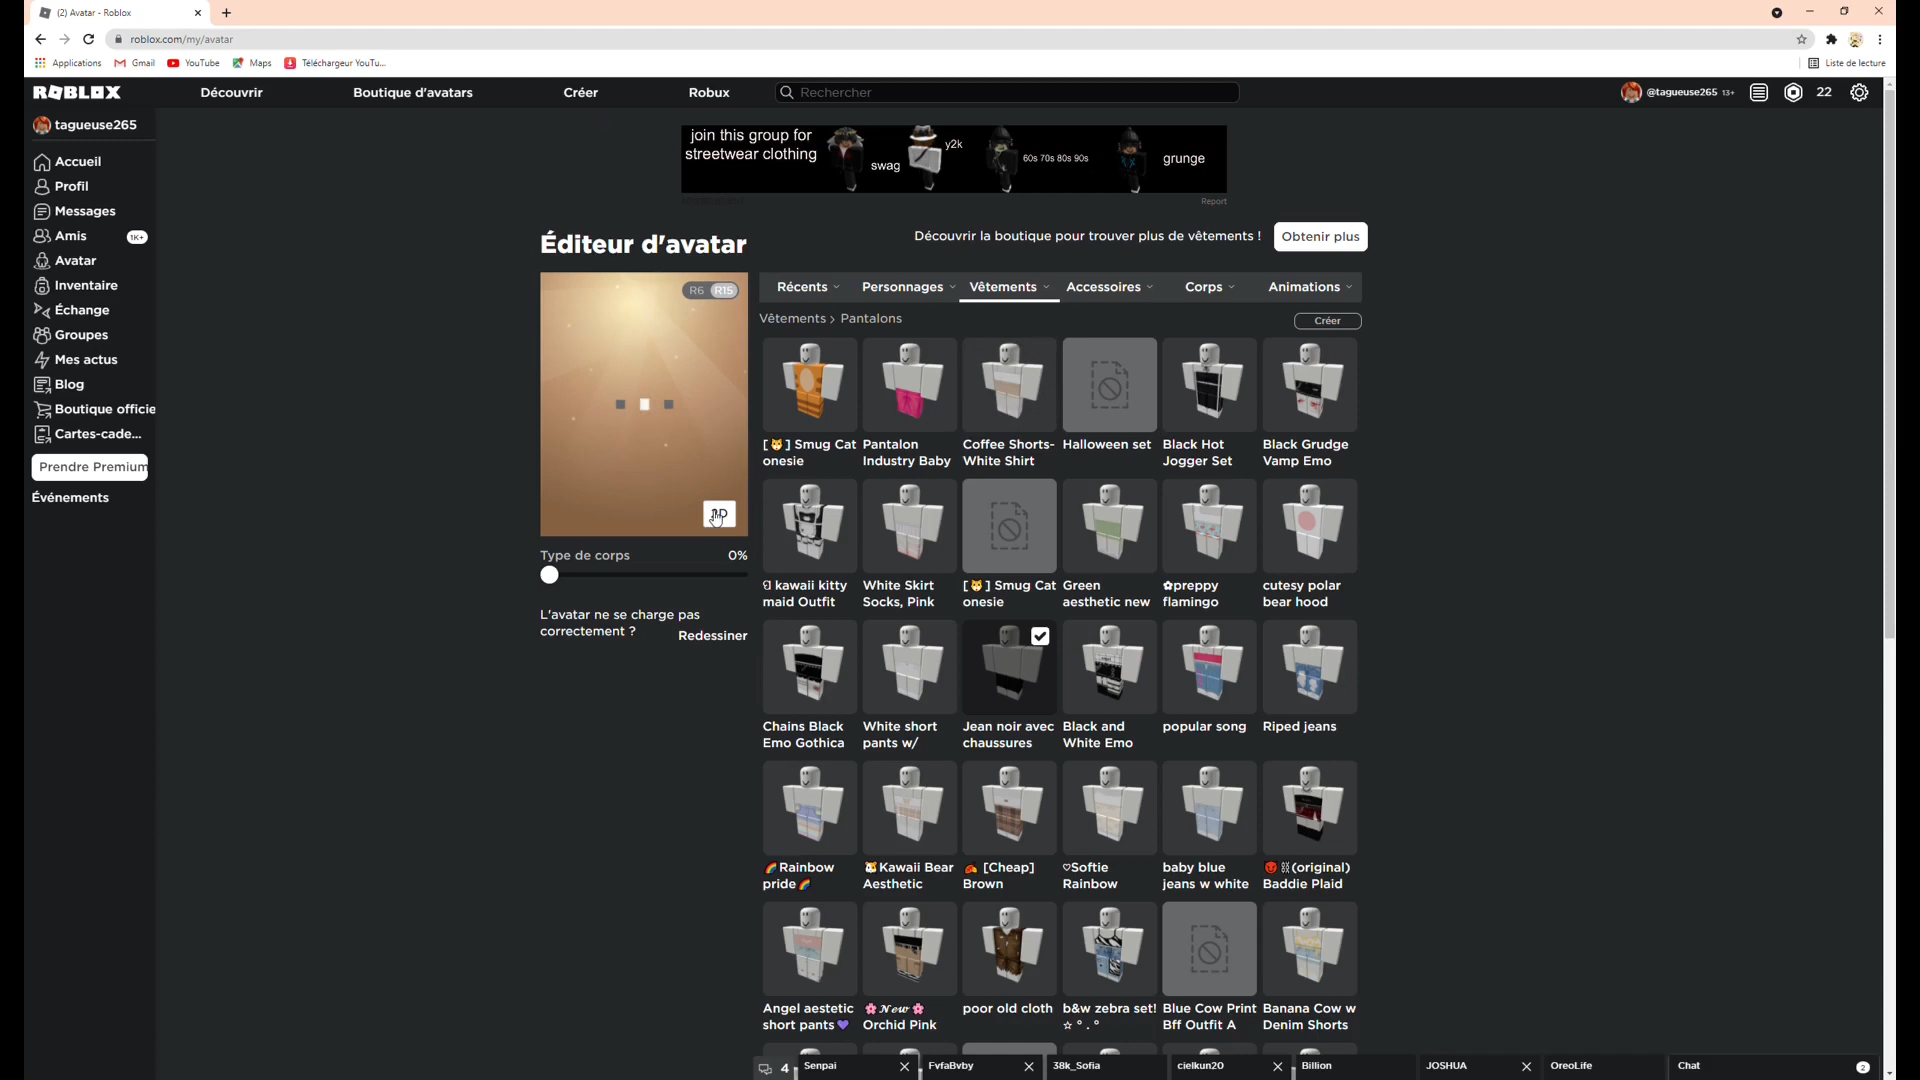 (2) Avatar - Roblox
roblox.com/my/avatar
Applications
Gmail
YouTube
Maps
Téléchargeur YouTu...
Liste de lecture
ROBLOX
Découvrir
Boutique d'avatars
Créer
Robux
Rechercher
@tagueuse265 13+
22
tagueuse265
Accueil
Profil
Messages
Amis
1K+
Avatar
Inventaire
Échange
Groupes
Mes actus
Blog
Boutique officie
Cartes-cade...
Prendre Premium
Événements
join this group for
streetwear clothing
swag
y2k
60s 70s 80s 90s
grunge
Report
Éditeur d'avatar
Découvrir la boutique pour trouver plus de vêtements !
Obtenir plus
R6 R15
Type de corps 0%
L'avatar ne se charge pas
correctement ?
Redessiner
Récents
Personnages
Vêtements
Accessoires
Corps
Animations
Vêtements > Pantalons
Créer
[🐱] Smug Cat
onesie
Pantalon
Industry Baby
Coffee Shorts-
White Shirt
Halloween set
Black Hot
Jogger Set
Black Grudge
Vamp Emo
kawaii kitty
maid Outfit
White Skirt
Socks, Pink
[🐱] Smug Cat
onesie
Green
aesthetic new
✿preppy
flamingo
cutesy polar
bear hood
Chains Black
Emo Gothica
White short
pants w/
Jean noir avec
chaussures
Black and
White Emo
popular song
Riped jeans
🌈Rainbow
pride🌈
🐻Kawaii Bear
Aesthetic
🍂 [Cheap]
Brown
♡Softie
Rainbow
baby blue
jeans w white
(original)
Baddie Plaid
Angel aestetic
short pants💜
🌸𝓝𝓮𝔀🌸
Orchid Pink
poor old cloth
b&w zebra set!
☆ ° . °
Blue Cow Print
Bff Outfit A
Banana Cow w
Denim Shorts
4
Senpai
FvfaBvby
38k_Sofia
cielkun20
Billion
JOSHUA
OreoLife
Chat
2